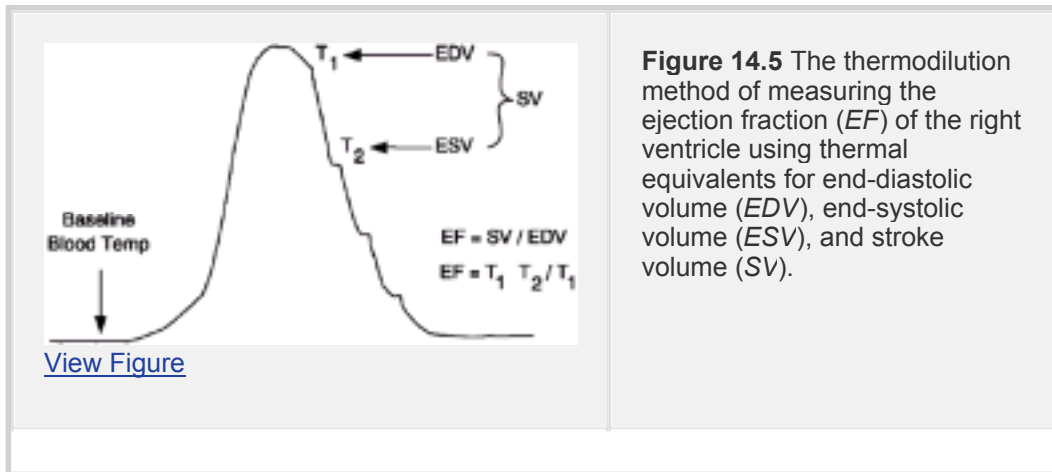 T1 EDV
SV
T2 ESV
Baseline
Blood Temp
EF = SV / EDV
EF = T1 T2 / T1
View Figure
Figure 14.5 The thermodilution
method of measuring the
ejection fraction (EF) of the right
ventricle using thermal
equivalents for end-diastolic
volume (EDV), end-systolic
volume (ESV), and stroke
volume (SV).